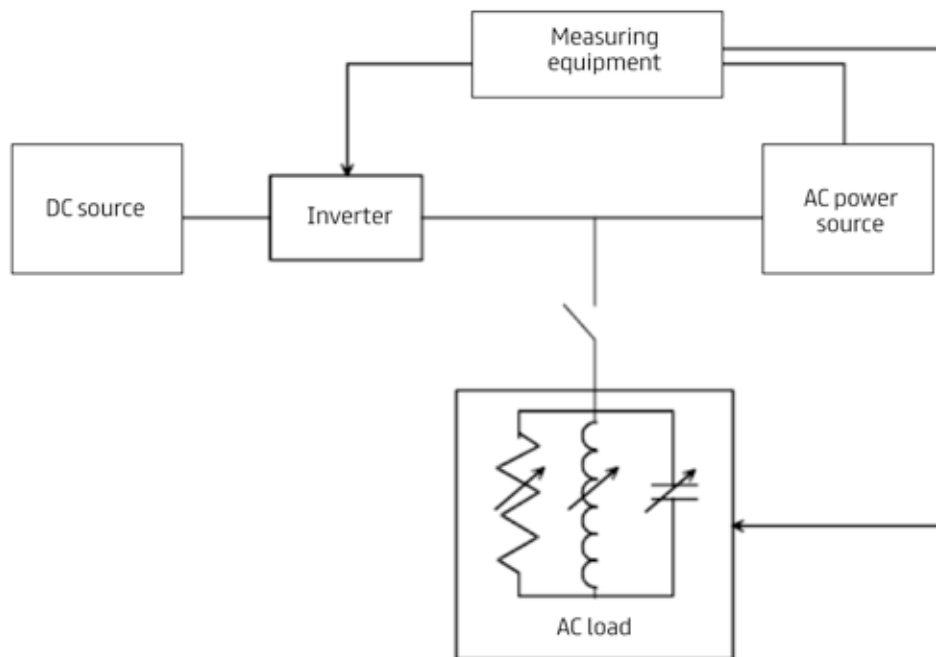 Measuring
equipment
DC source
Inverter
AC power
source
AC load